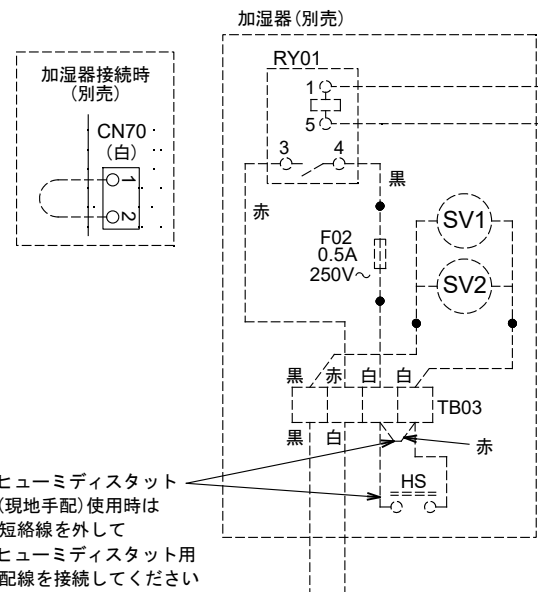 加湿器(別売)
加湿器接続時
(別売)
CN70
(白)
1
2
RY01
1
5
3
4
赤
黒
F02
0.5A
250V～
SV1
SV2
黒
赤
白
白
TB03
黒
白
赤
HS
ヒューミディスタット
(現地手配)使用時は
短絡線を外して
ヒューミディスタット用
配線を接続してください